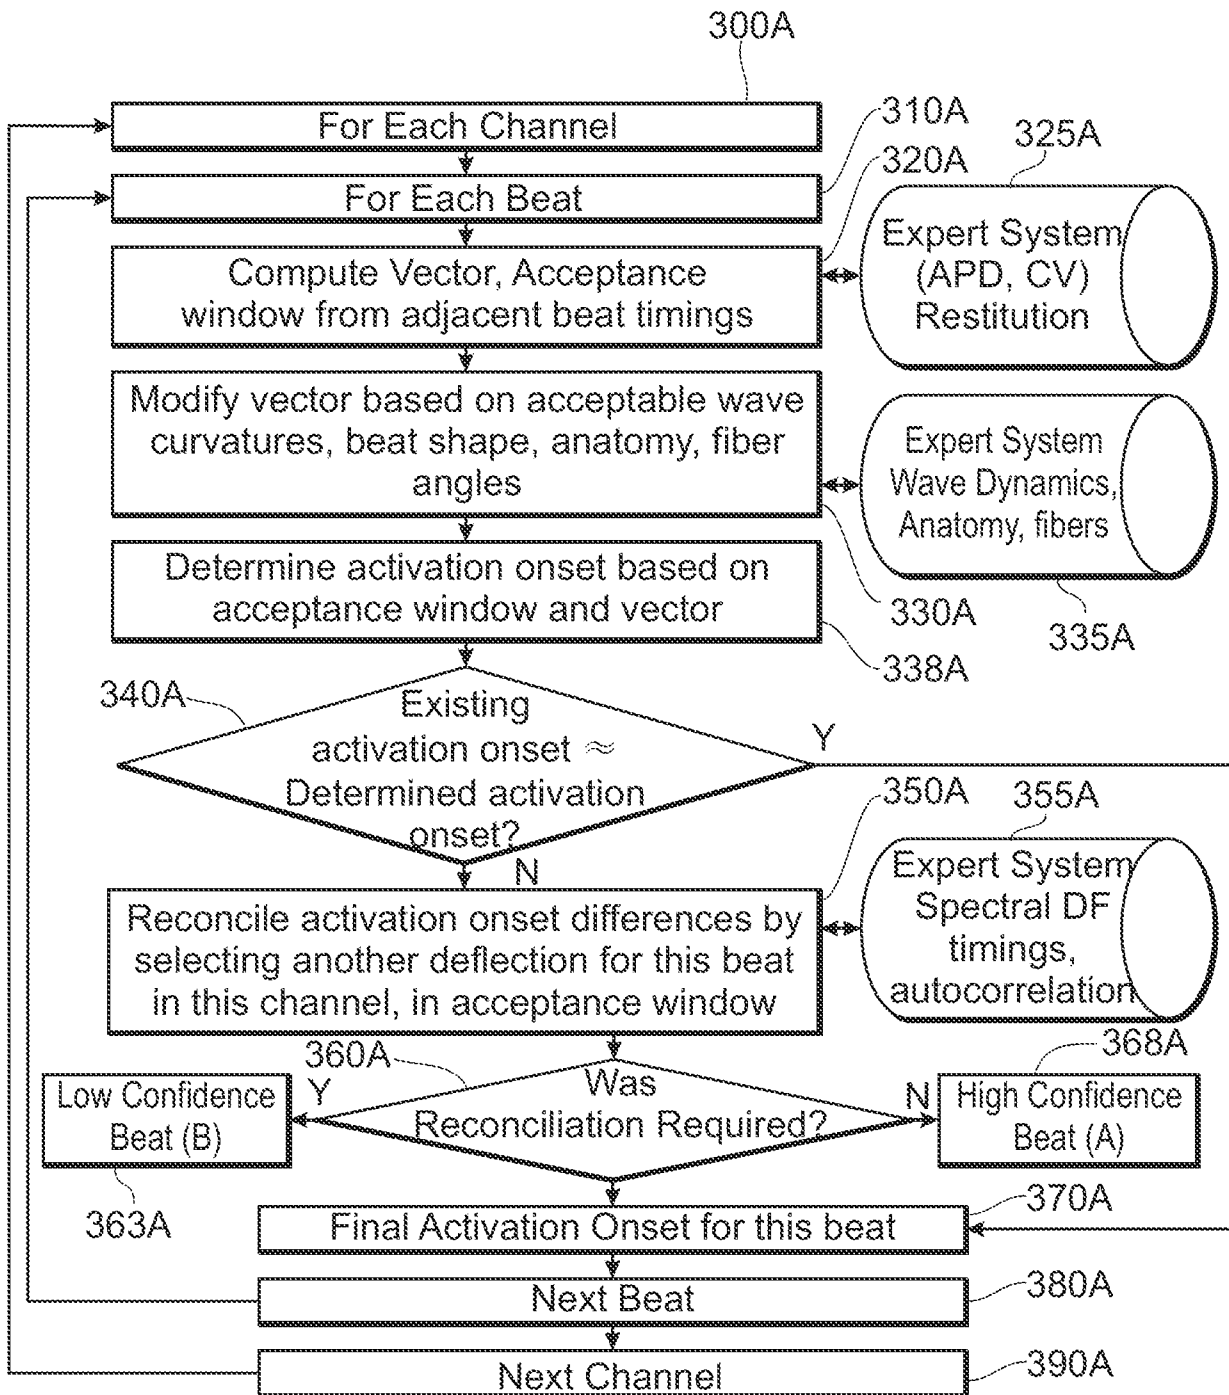 300A
For Each Channel
310A
325A
For Each Beat
320A
Compute Vector, Acceptance
window from adjacent beat timings
Expert System
(APD, CV)
Restitution
Modify vector based on acceptable wave
curvatures, beat shape, anatomy, fiber
angles
Expert System
Wave Dynamics,
Anatomy, fibers
330A
335A
Determine activation onset based on
acceptance window and vector
338A
340A
Existing
activation onset ≈
Determined activation
onset?
Y
N
350A
355A
Reconcile activation onset differences by
selecting another deflection for this beat
in this channel, in acceptance window
Expert System
Spectral DF
timings,
autocorrelation
360A
368A
Was
Reconciliation Required?
Y
N
Low Confidence
Beat (B)
High Confidence
Beat (A)
363A
370A
Final Activation Onset for this beat
Next Beat
380A
Next Channel
390A